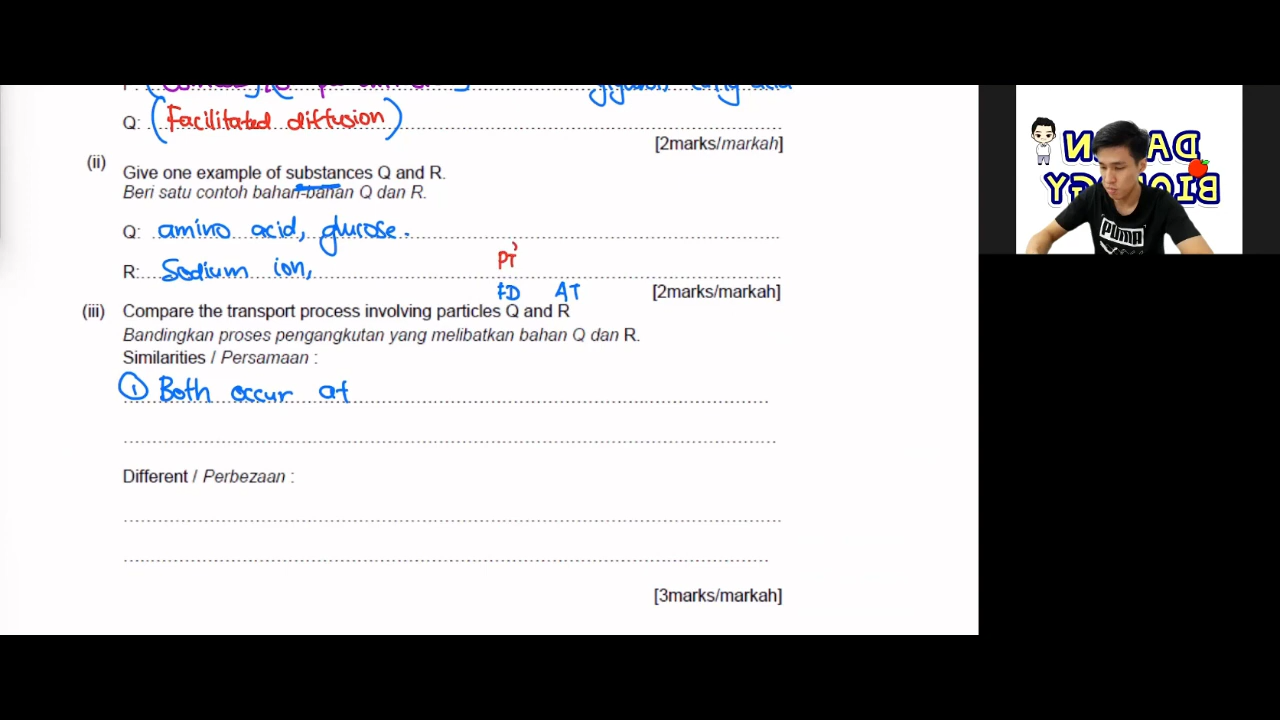 Q: (Facilitated diffusion)
[2marks/markah]
(ii) Give one example of substances Q and R.
Beri satu contoh bahan-bahan Q dan R.
Q: amino acid, glucose.
R: Sodium ion,
PT
FD AT
[2marks/markah]
(iii) Compare the transport process involving particles Q and R
Bandingkan proses pengangkutan yang melibatkan bahan Q dan R.
Similarities / Persamaan :
① Both occur at
Different / Perbezaan :
[3marks/markah]
PUMA